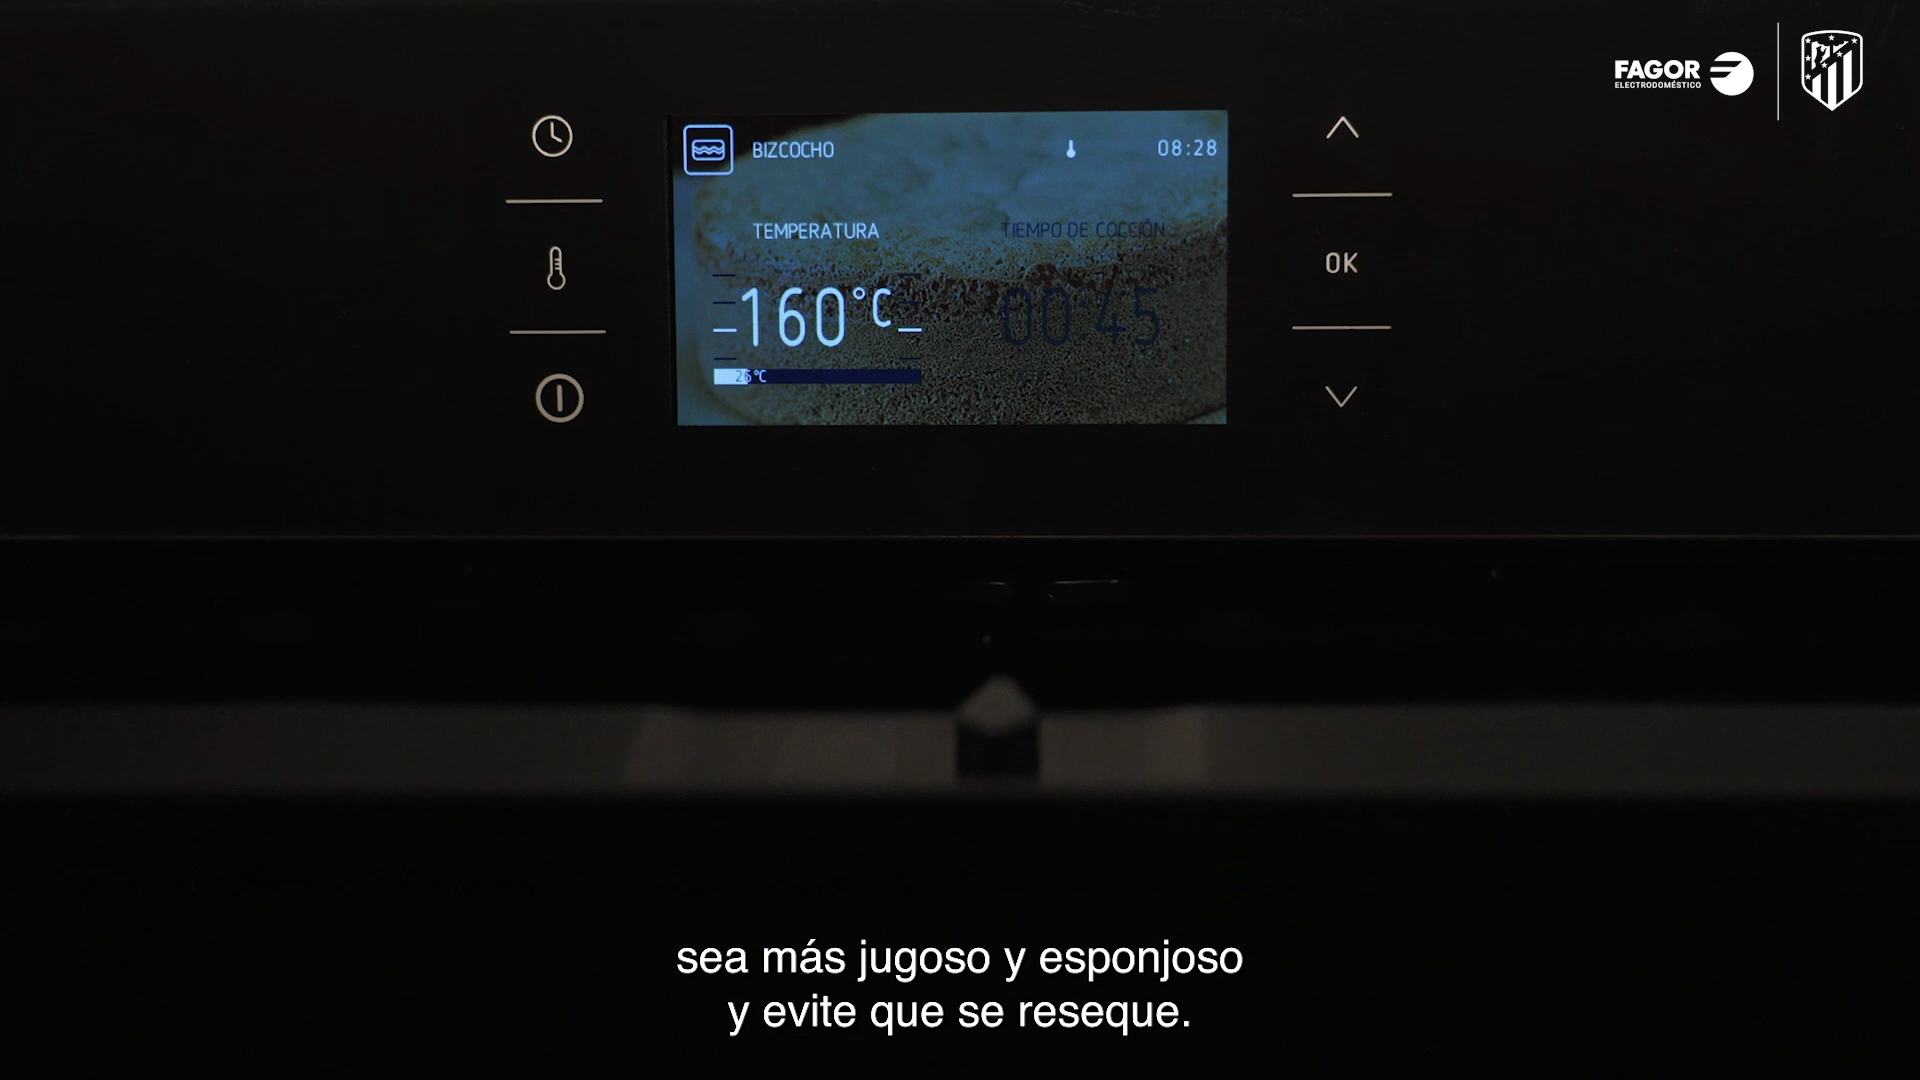 FAGOR
ELECTRODOMÉSTICO
BIZCOCHO
08:28
TEMPERATURA
TIEMPO DE COCCIÓN
160°C
00:45
26°C
OK
sea más jugoso y esponjoso
y evite que se reseque.